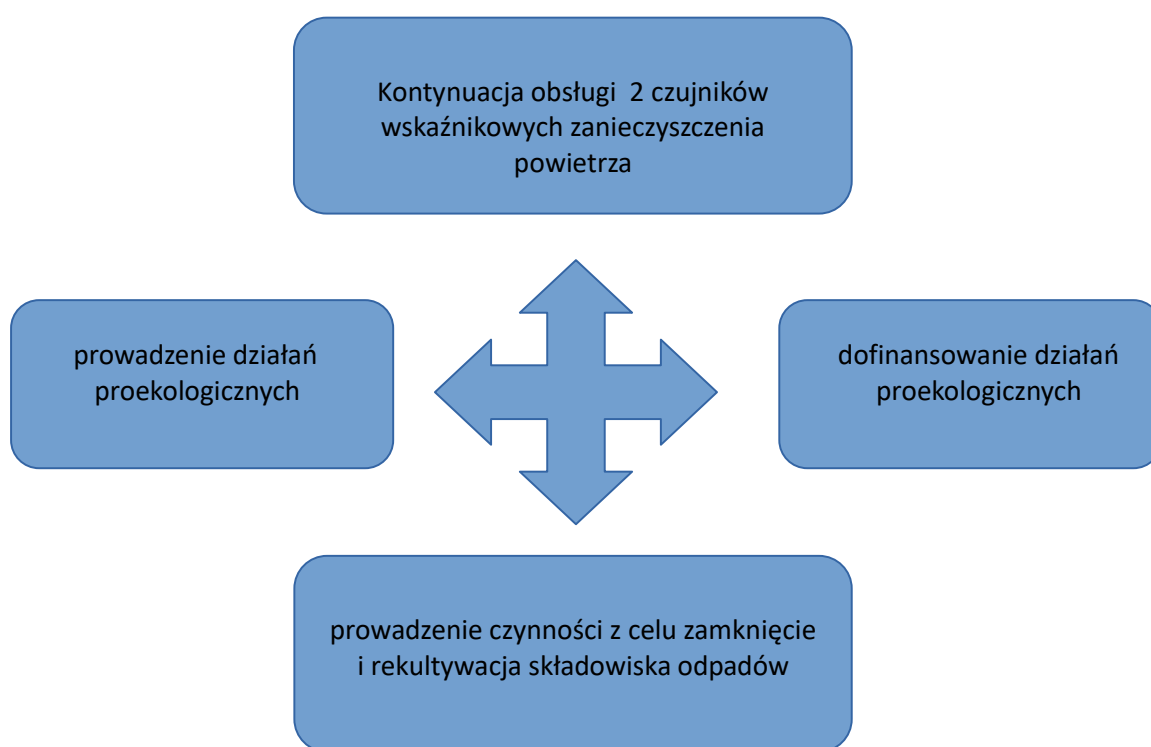 Kontynuacja obsługi  2 czujników
wskaźnikowych zanieczyszczenia
powietrza
prowadzenie działań
proekologicznych
dofinansowanie działań
proekologicznych
prowadzenie czynności z celu zamknięcie
i rekultywacja składowiska odpadów